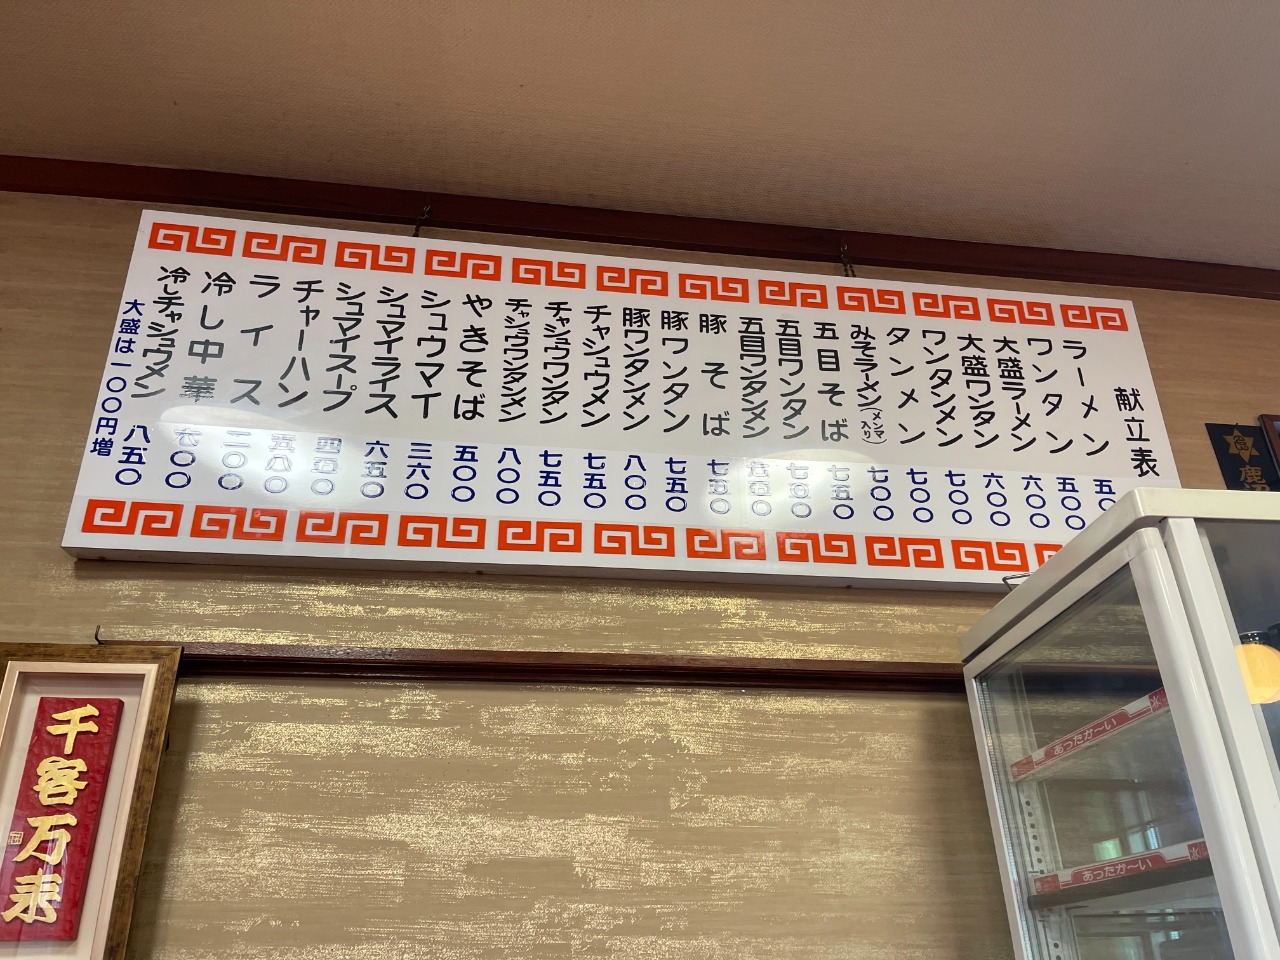 献立表
ラーメン 五
ワンタン 五〇〇
大盛ラーメン 六〇〇
大盛ワンタン 六〇〇
ワンタンメン 七〇〇
タンメン 七〇〇
みそラーメン(メンマ入り) 七〇〇
五目そば 七五〇
五目ワンタン 七五〇
五目ワンタンメン
豚そば 七五〇
豚ワンタン 七五〇
豚ワンタンメン 八〇〇
チャシュウメン 七五〇
チャシュウワンタン 七五〇
チャシュウワンタンメン 八〇〇
やきそば 五〇〇
シュウマイ 三六〇
シュマイライス 六五〇
シュマイスープ 四五〇
チャーハン
ライス 二〇〇
冷し中華
冷しチャシュウメン 八五〇
大盛は一〇〇円増
千客万来
あったか〜い
あったか〜い